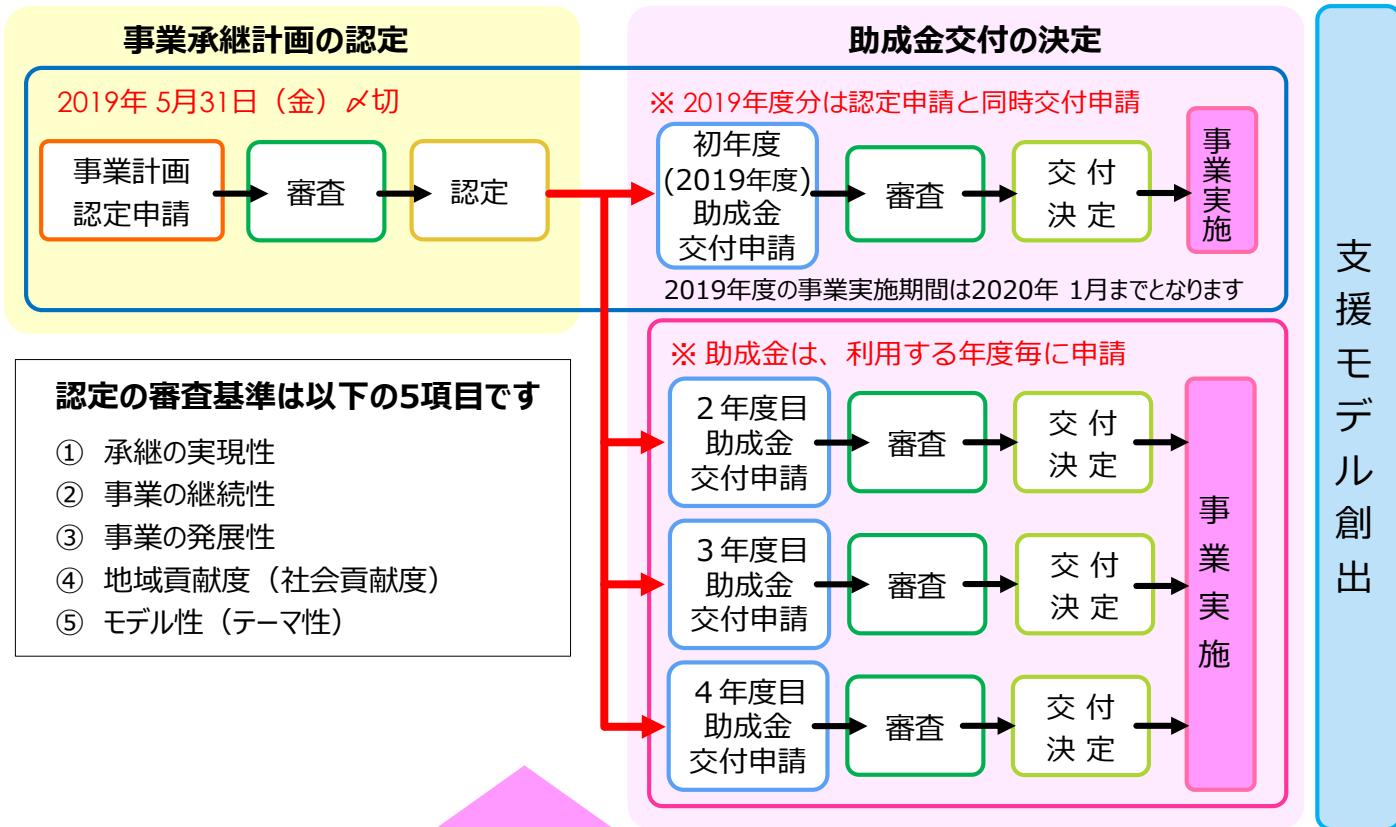 事業承継計画の認定
2019年 5月31日（金）〆切
事業計画
認定申請
審査
認定
助成金交付の決定
※ 2019年度分は認定申請と同時交付申請
初年度
(2019年度)
助成金
交付申請
審査
交 付
決 定
事業実施
2019年度の事業実施期間は2020年 1月までとなります
認定の審査基準は以下の5項目です
① 承継の実現性
② 事業の継続性
③ 事業の発展性
④ 地域貢献度（社会貢献度）
⑤ モデル性（テーマ性）
※ 助成金は、利用する年度毎に申請
２年度目
助成金
交付申請
審査
交 付
決 定
３年度目
助成金
交付申請
審査
交 付
決 定
４年度目
助成金
交付申請
審査
交 付
決 定
事業実施
支援モデル創出